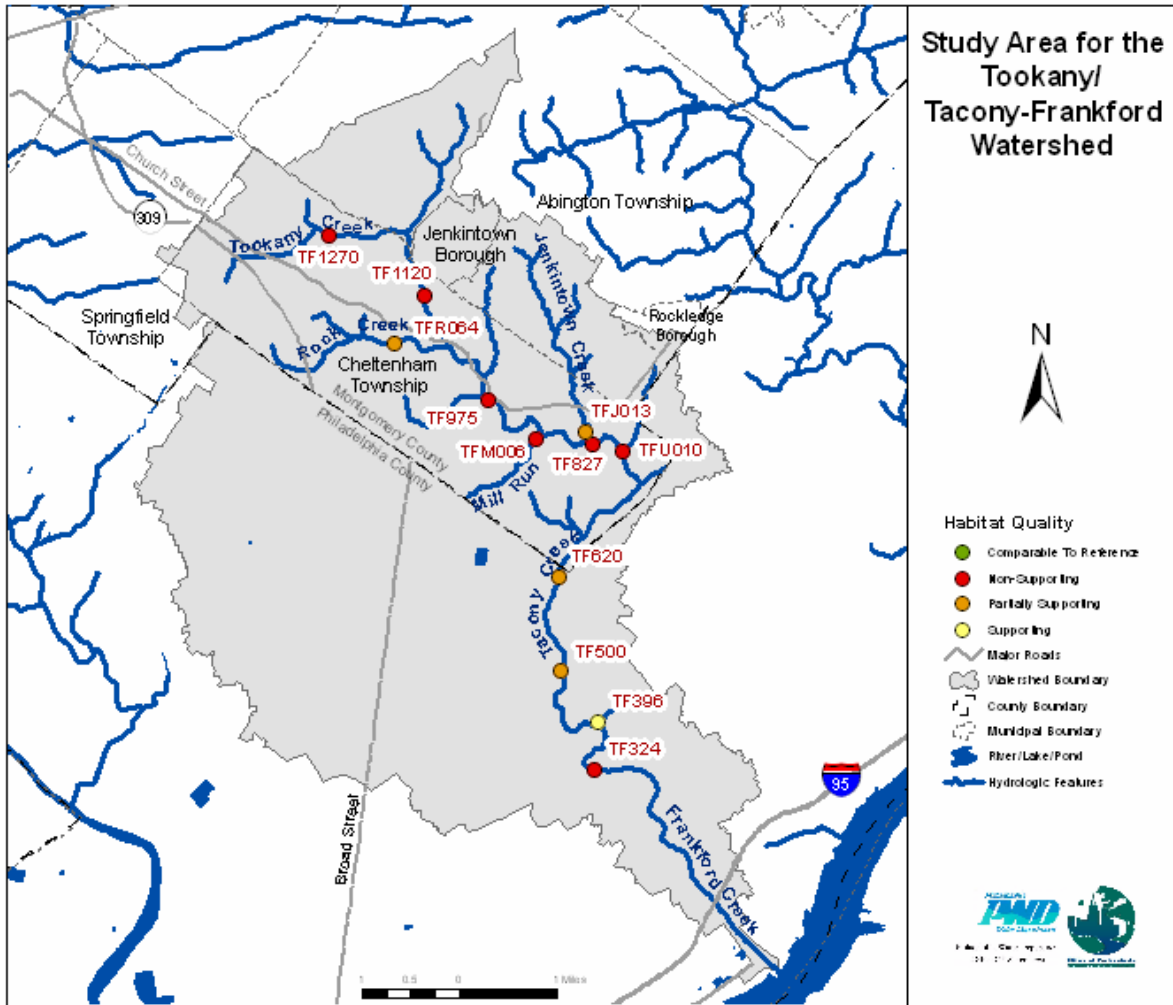 Study Area for the
Tookany/
Tacony-Frankford
Watershed
Church Street
309
Abington Township
Tookany Creek
TF1270
Jenkintown
Borough
Jenkintown Creek
TF1120
Springfield
Township
Rock Creek
TFR064
Rockledge
Borough
Cheltenham
Township
Montgomery County
Philadelphia County
TF975
TFJ013
TFM006
TF827
TFU010
Mill Run
TF620
Tacony Creek
TF500
TF396
TF324
Frankford Creek
Broad Street
95
N
Habitat Quality
Comparable To Reference
Non-Supporting
Partially Supporting
Supporting
Major Roads
Watershed Boundary
County Boundary
Municipal Boundary
River/Lake/Pond
Hydrologic Features
1 0.5 0 1 Miles
PWD